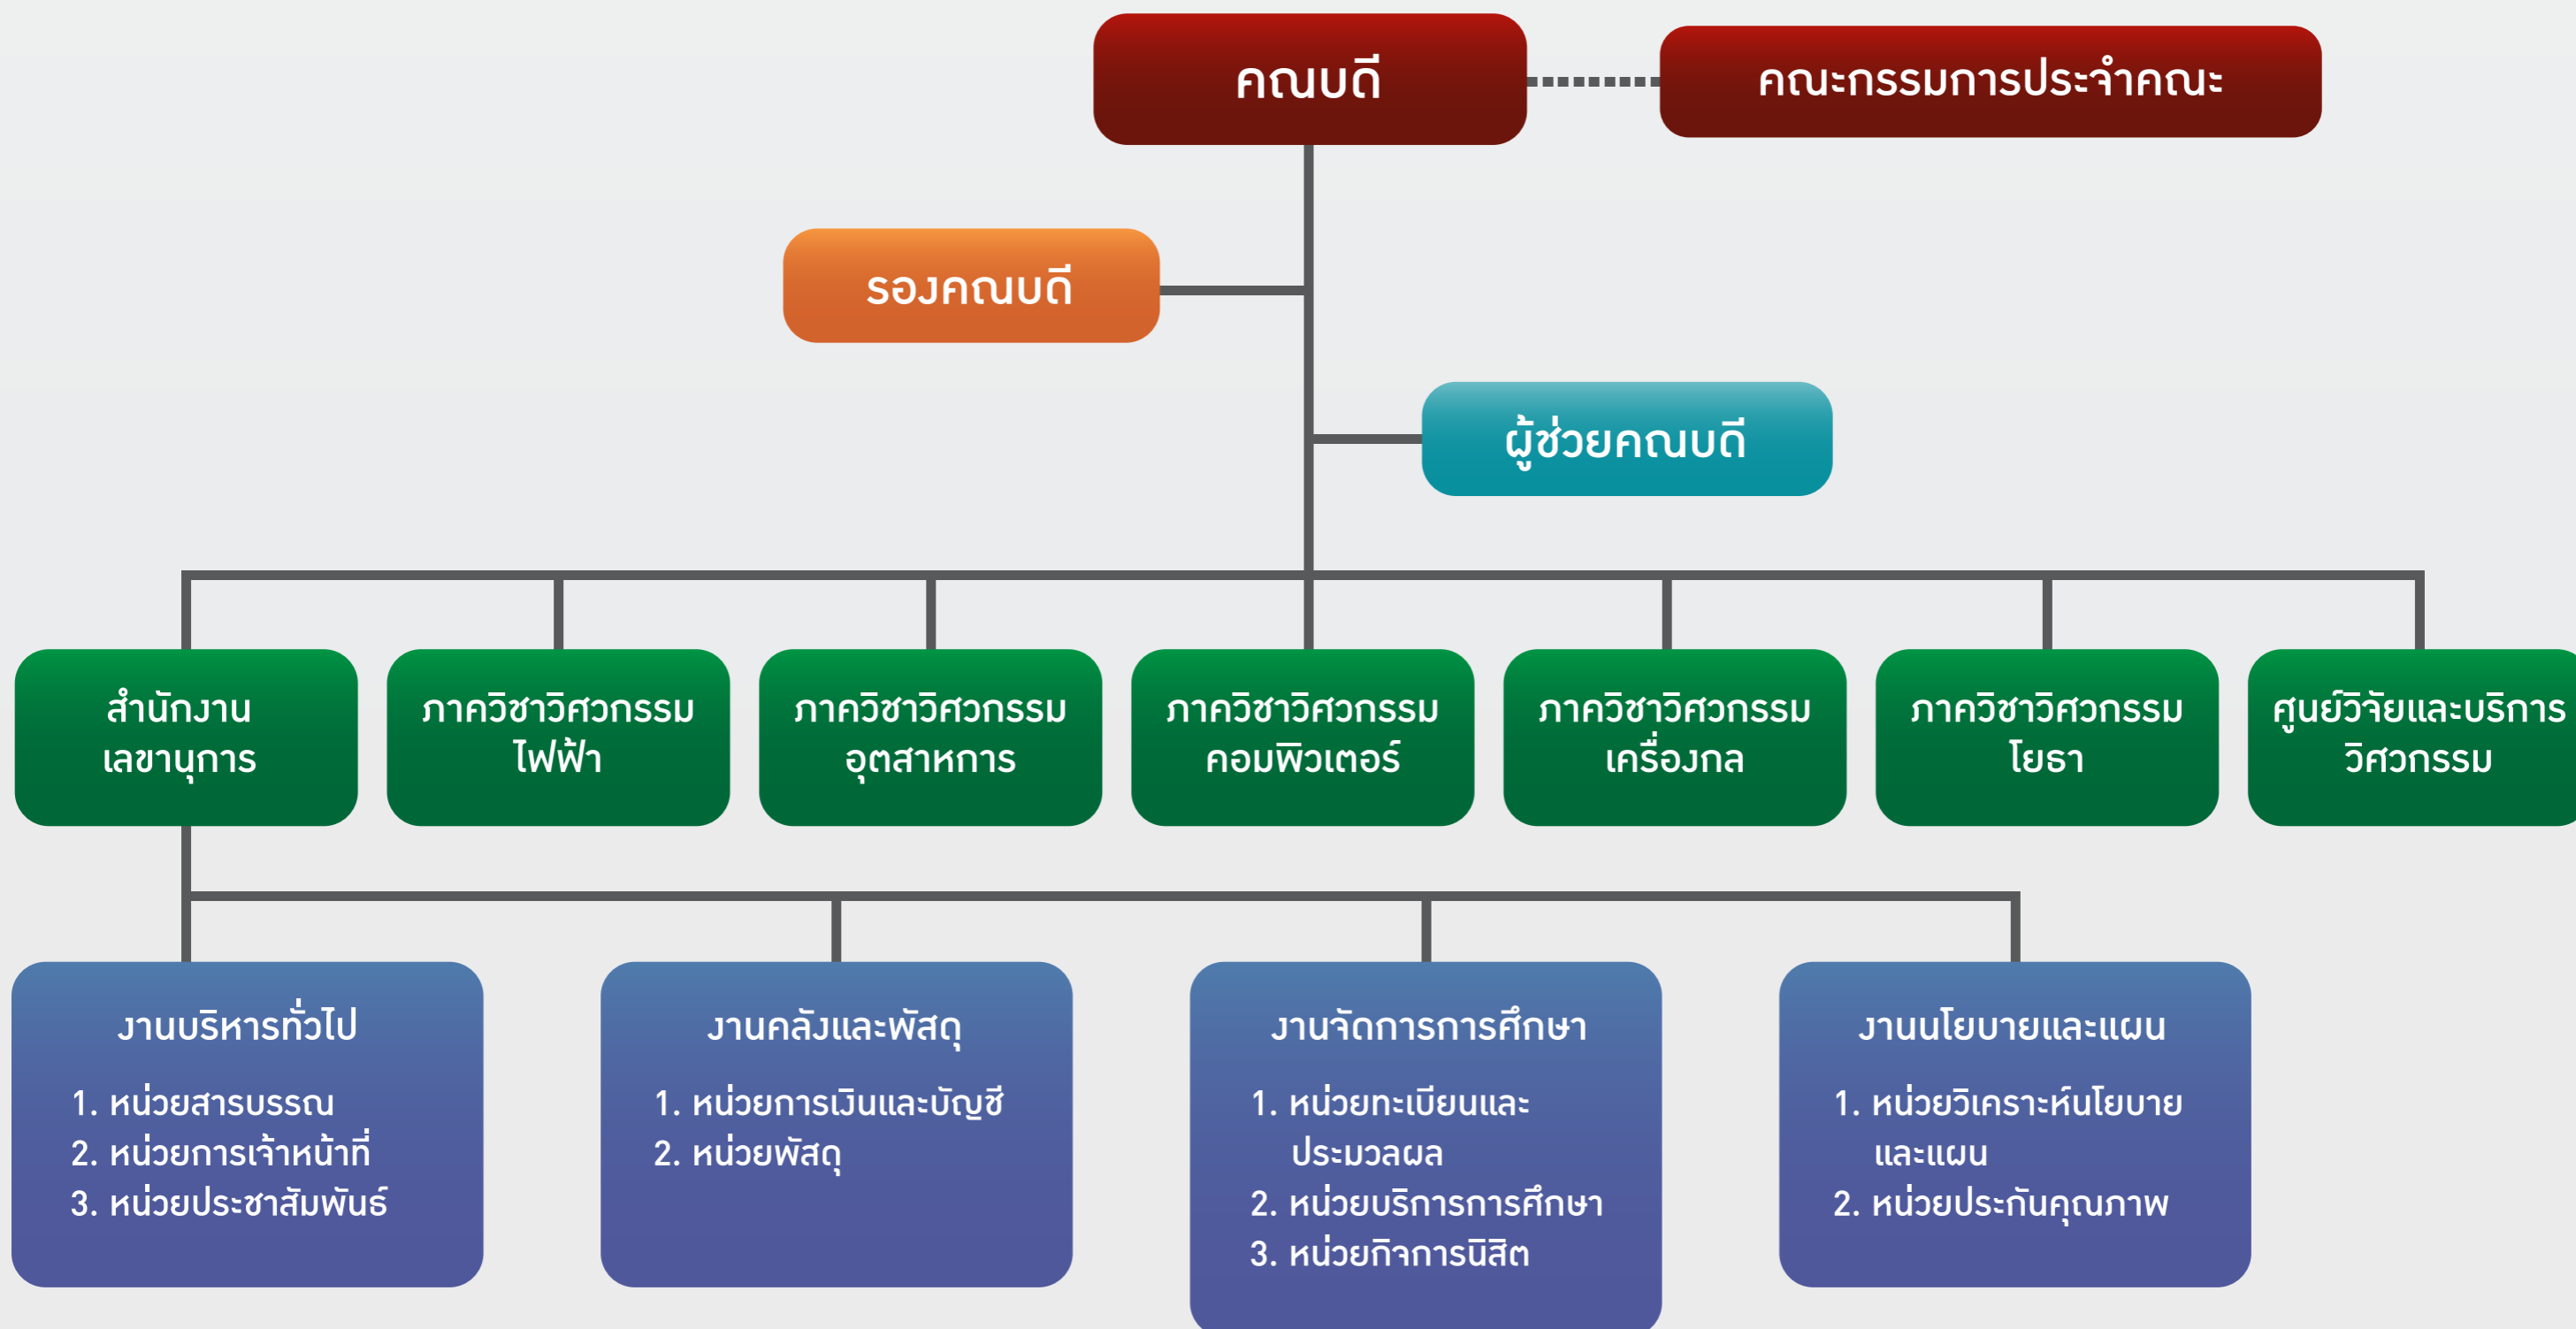 คณบดี
คณะกรรมการประจำคณะ
รองคณบดี
ผู้ช่วยคณบดี
สำนักงาน
เลขานุการ
ภาควิชาวิศวกรรม
ไฟฟ้า
ภาควิชาวิศวกรรม
อุตสาหการ
ภาควิชาวิศวกรรม
คอมพิวเตอร์
ภาควิชาวิศวกรรม
เครื่องกล
ภาควิชาวิศวกรรม
โยธา
ศูนย์วิจัยและบริการ
วิศวกรรม
งานบริหารทั่วไป
1. หน่วยสารบรรณ
2. หน่วยการเจ้าหน้าที่
3. หน่วยประชาสัมพันธ์
งานคลังและพัสดุ
1. หน่วยการเงินและบัญชี
2. หน่วยพัสดุ
งานจัดการการศึกษา
1. หน่วยทะเบียนและ
ประมวลผล
2. หน่วยบริการการศึกษา
3. หน่วยกิจการนิสิต
งานนโยบายและแผน
1. หน่วยวิเคราะห์นโยบาย
และแผน
2. หน่วยประกันคุณภาพ